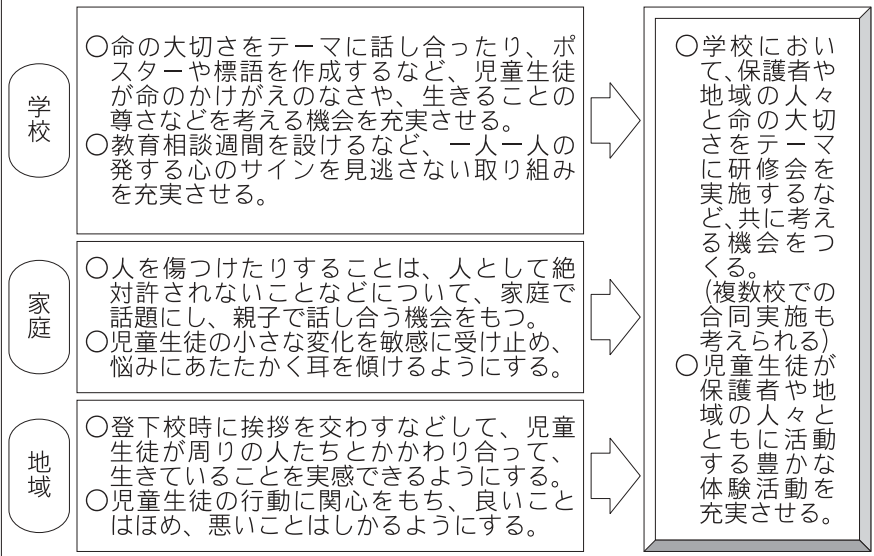 学校
○命の大切さをテーマに話し合ったり、ポ
スターや標語を作成するなど、児童生徒
が命のかけがえのなさや、生きることの
尊さなどを考える機会を充実させる。
○教育相談週間を設けるなど、一人一人の
発する心のサインを見逃さない取り組み
を充実させる。
家庭
○人を傷つけたりすることは、人として絶
対許されないことなどについて、家庭で
話題にし、親子で話し合う機会をもつ。
○児童生徒の小さな変化を敏感に受け止め、
悩みにあたたかく耳を傾けるようにする。
地域
○登下校時に挨拶を交わすなどして、児童
生徒が周りの人たちとかかわり合って、
生きていることを実感できるようにする。
○児童生徒の行動に関心をもち、良いこと
はほめ、悪いことはしかるようにする。
○学校におい
て、保護者や
地域の人々
と命の大切
さをテーマ
に研修会を
実施するな
ど、共に考え
る機会をつ
くる。
(複数校での
合同実施も
考えられる)
○児童生徒が
保護者や地
域の人々と
ともに活動
する豊かな
体験活動を
充実させる。